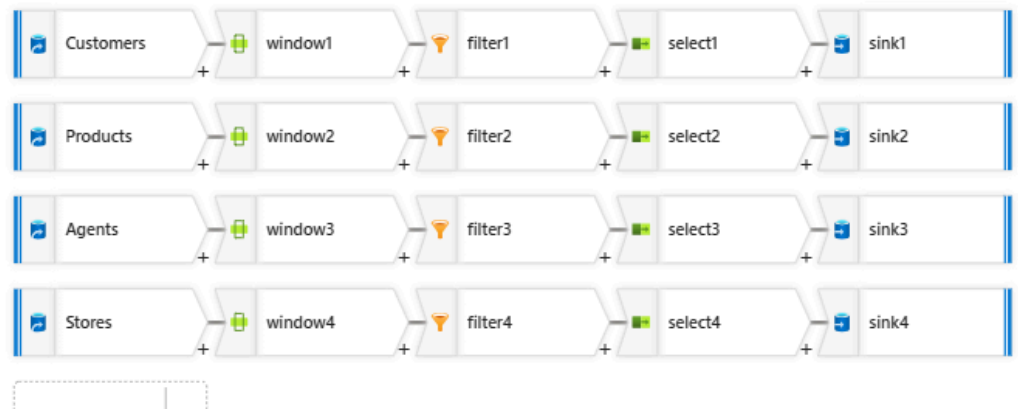 Customers window1 filter1 select1 sink1
+ + + +
Products window2 filter2 select2 sink2
+ + + +
Agents window3 filter3 select3 sink3
+ + + +
Stores window4 filter4 select4 sink4
+ + + +